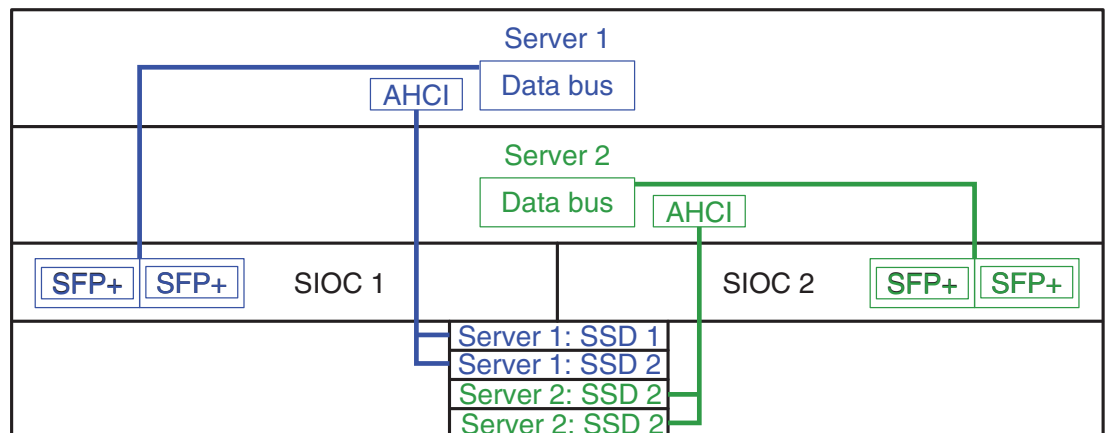 Server 1
Data bus
AHCI
Server 2
Data bus
AHCI
SFP+ SFP+ SIOC 1 SIOC 2 SFP+ SFP+
Server 1: SSD 1
Server 1: SSD 2
Server 2: SSD 2
Server 2: SSD 2